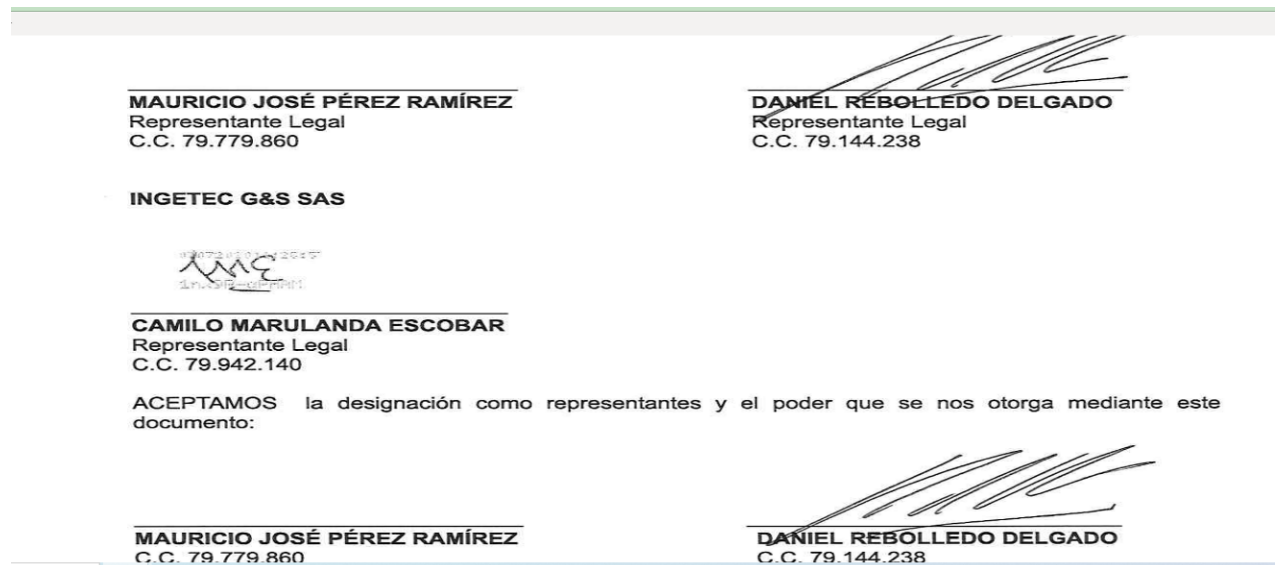 MAURICIO JOSÉ PÉREZ RAMÍREZ
Representante Legal
C.C. 79.779.860
DANIEL REBOLLEDO DELGADO
Representante Legal
C.C. 79.144.238
INGETEC G&S SAS
CAMILO MARULANDA ESCOBAR
Representante Legal
C.C. 79.942.140
ACEPTAMOS la designación como representantes y el poder que se nos otorga mediante este
documento:
MAURICIO JOSÉ PÉREZ RAMÍREZ
C.C. 79.779.860
DANIEL REBOLLEDO DELGADO
C.C. 79.144.238